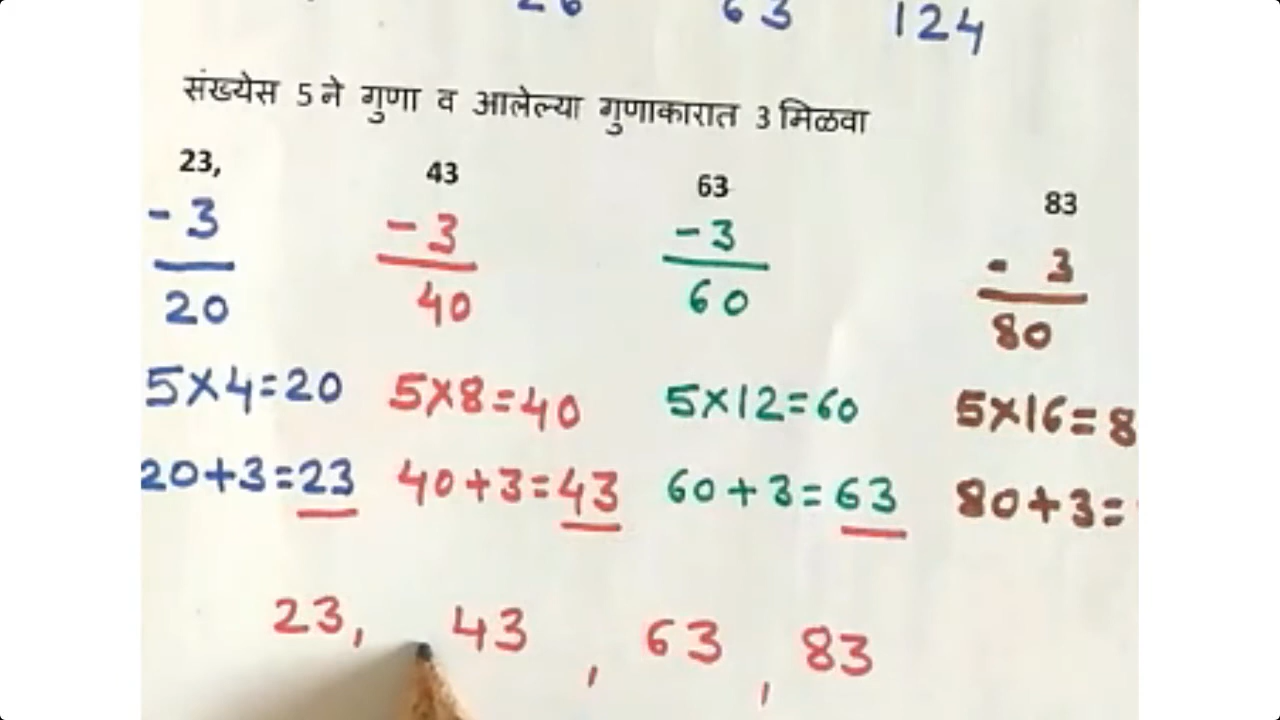 26 63 124
संख्येस 5 ने गुणा व आलेल्या गुणाकारात 3 मिळवा
23, 43 63 83
- 3 - 3 - 3 - 3
20 40 60 80
5×4=20 5×8=40 5×12=60 5×16=8
20+3=23 40+3=43 60+3=63 80+3=
23, 43 , 63 , 83